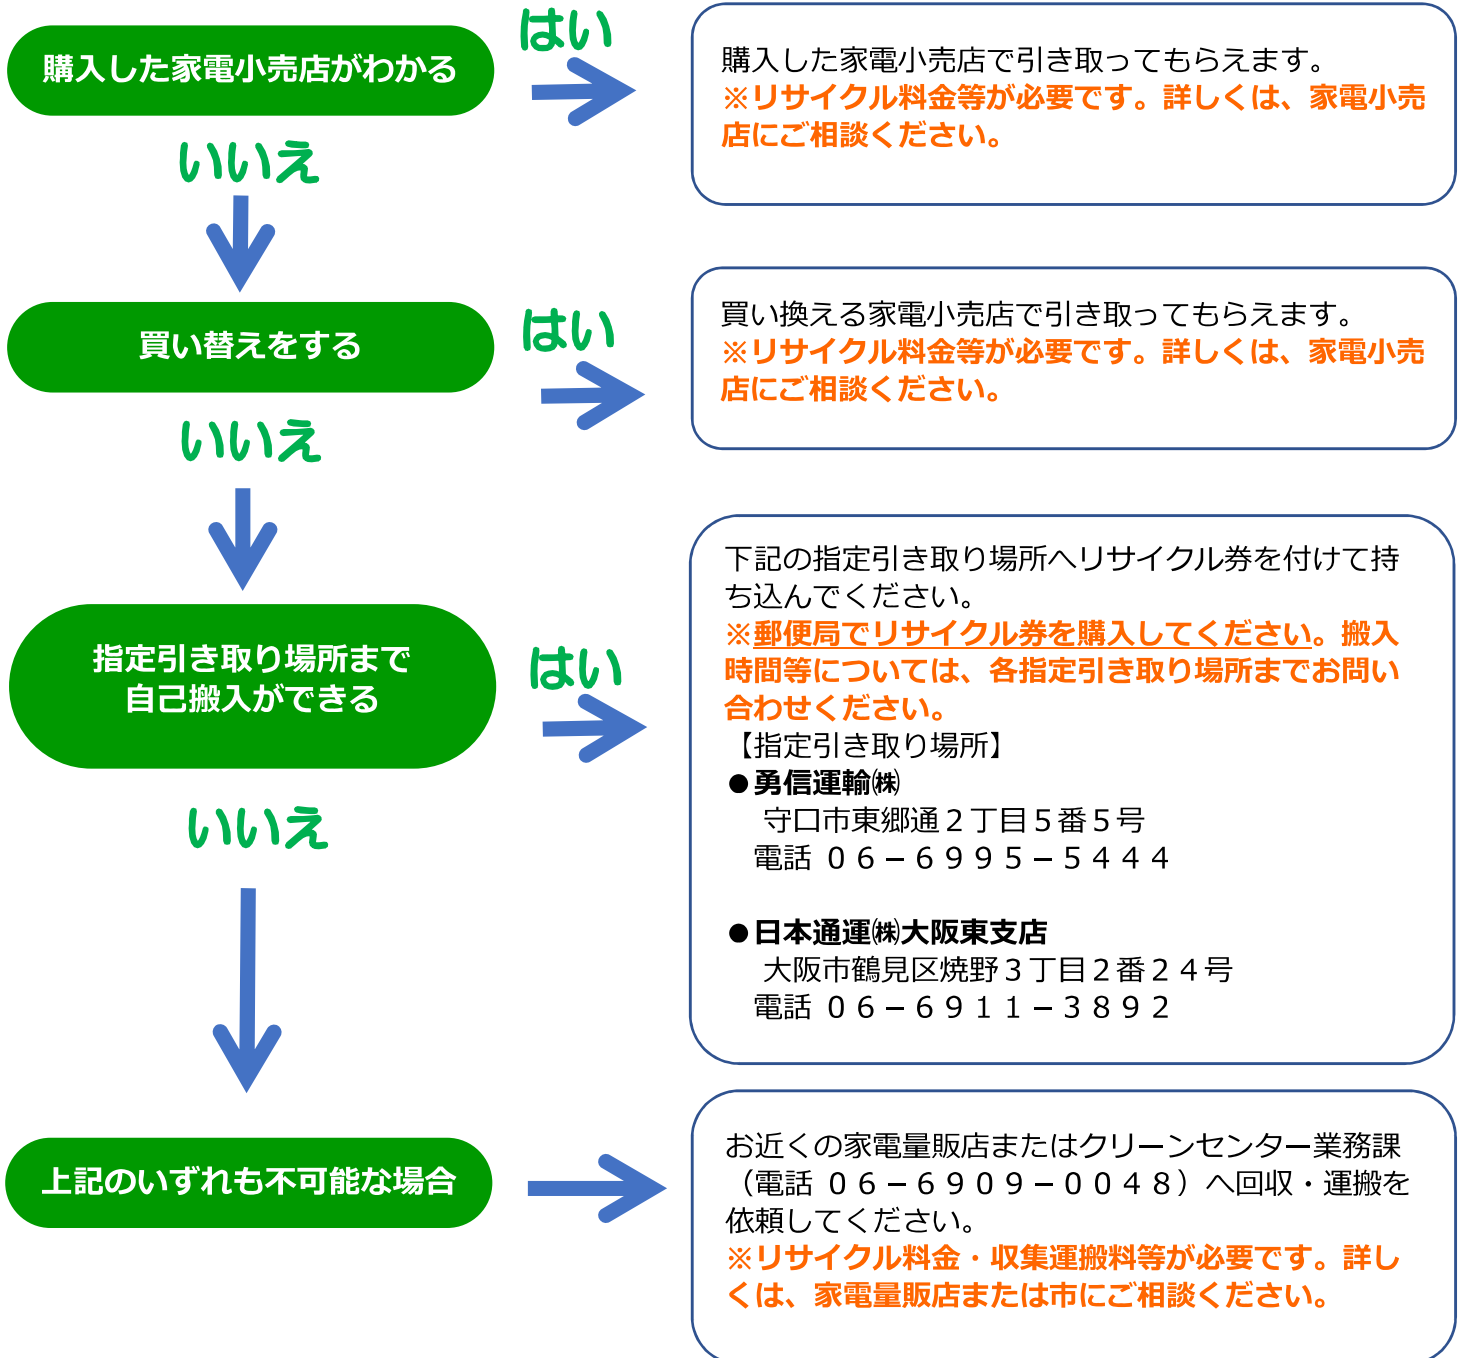 購入した家電小売店がわかる
はい
購入した家電小売店で引き取ってもらえます。
※リサイクル料金等が必要です。詳しくは、家電小売
店にご相談ください。
いいえ
買い替えをする
はい
買い換える家電小売店で引き取ってもらえます。
※リサイクル料金等が必要です。詳しくは、家電小売
店にご相談ください。
いいえ
指定引き取り場所まで
自己搬入ができる
はい
下記の指定引き取り場所へリサイクル券を付けて持
ち込んでください。
※郵便局でリサイクル券を購入してください。搬入
時間等については、各指定引き取り場所までお問い
合わせください。
【指定引き取り場所】
●勇信運輸㈱
守口市東郷通２丁目５番５号
電話 ０６－６９９５－５４４４
●日本通運㈱大阪東支店
大阪市鶴見区焼野３丁目２番２４号
電話 ０６－６９１１－３８９２
いいえ
上記のいずれも不可能な場合
お近くの家電量販店またはクリーンセンター業務課
（電話 ０６－６９０９－００４８）へ回収・運搬を
依頼してください。
※リサイクル料金・収集運搬料等が必要です。詳し
くは、家電量販店または市にご相談ください。